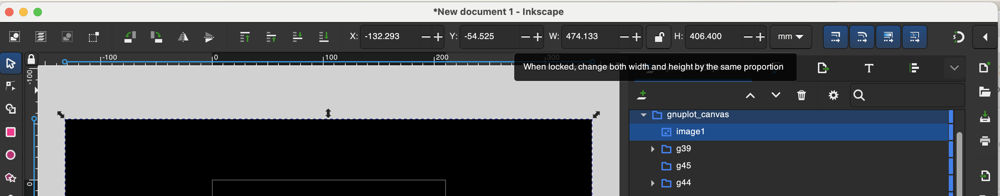 *New document 1 - Inkscape
X: -132.293 Y: -54.525 W: 474.133 H: 406.400 mm
-100 0 100 200 300
When locked, change both width and height by the same proportion
-100
gnuplot_canvas
image1
g39
g45
g44
0